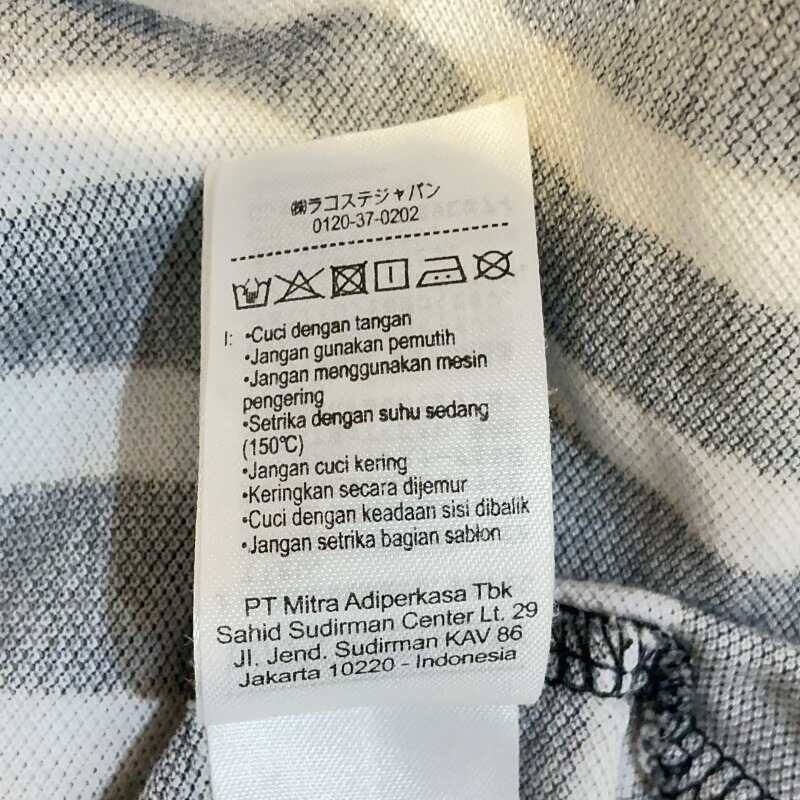 ㈱ラコステジャパン
0120-37-0202
I: •Cuci dengan tangan
•Jangan gunakan pemutih
•Jangan menggunakan mesin
pengering
•Setrika dengan suhu sedang
(150℃)
•Jangan cuci kering
•Keringkan secara dijemur
•Cuci dengan keadaan sisi dibalik
•Jangan setrika bagian sablon
PT Mitra Adiperkasa Tbk
Sahid Sudirman Center Lt. 29
Jl. Jend. Sudirman KAV 86
Jakarta 10220 - Indonesia